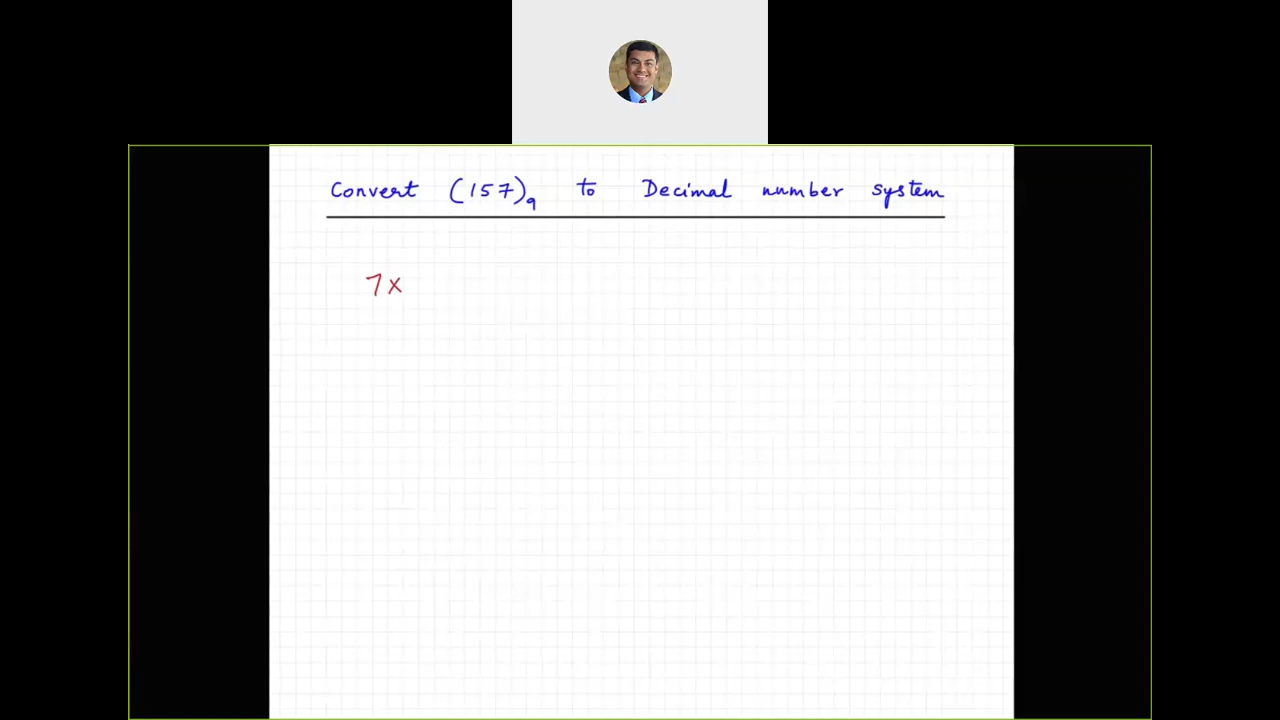 Convert (157)₉ to Decimal number system
7x